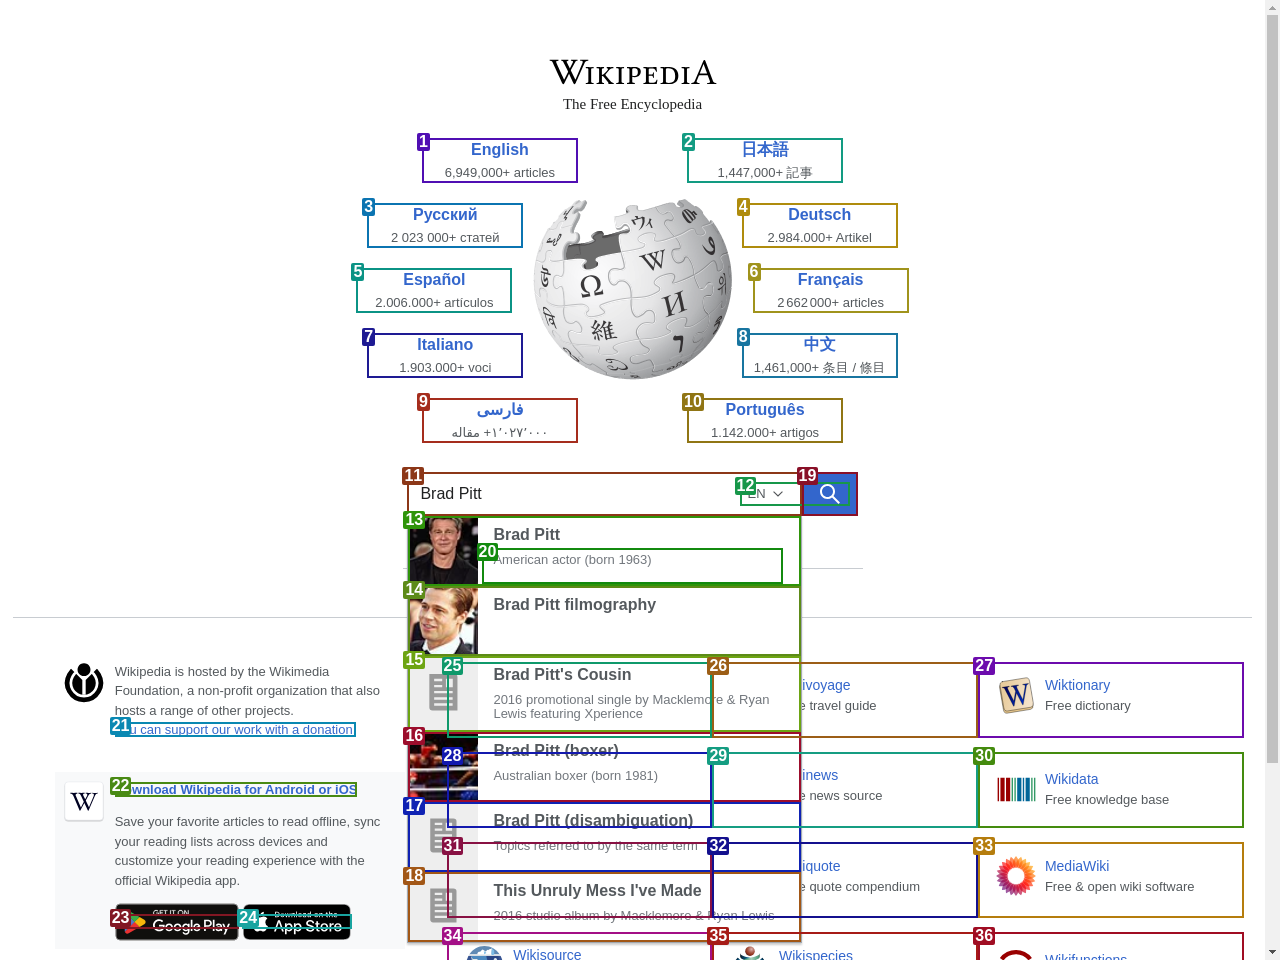 WIKIPEDIA
The Free Encyclopedia
1
English
6,949,000+ articles
2
日本語
1,447,000+ 記事
3
Русский
2 023 000+ статей
4
Deutsch
2.984.000+ Artikel
5
Español
2.006.000+ artículos
6
Français
2 662 000+ articles
7
Italiano
1.903.000+ voci
8
中文
1,461,000+ 条目 / 條目
9
فارسی
۱٬۰۲۷٬۰۰۰+ مقاله
10
Português
1.142.000+ artigos
11
Brad Pitt
12
EN
19
13
Brad Pitt
20
American actor (born 1963)
14
Brad Pitt filmography
15
Brad Pitt's Cousin
2016 promotional single by Macklemore & Ryan
Lewis featuring Xperience
16
Brad Pitt (boxer)
Australian boxer (born 1981)
17
Brad Pitt (disambiguation)
Topics referred to by the same term
18
This Unruly Mess I've Made
2016 studio album by Macklemore & Ryan Lewis
Wikipedia is hosted by the Wikimedia
Foundation, a non-profit organization that also
hosts a range of other projects.
21
u can support our work with a donation.
22
wnload Wikipedia for Android or iOS
Save your favorite articles to read offline, sync
your reading lists across devices and
customize your reading experience with the
official Wikipedia app.
23
GET IT ON
Google Play
24
Download on the
App Store
25
26
ivoyage
e travel guide
27
Wiktionary
Free dictionary
28
29
inews
e news source
30
Wikidata
Free knowledge base
31
32
iquote
e quote compendium
33
MediaWiki
Free & open wiki software
34
Wikisource
35
Wikispecies
36
Wikifunctions